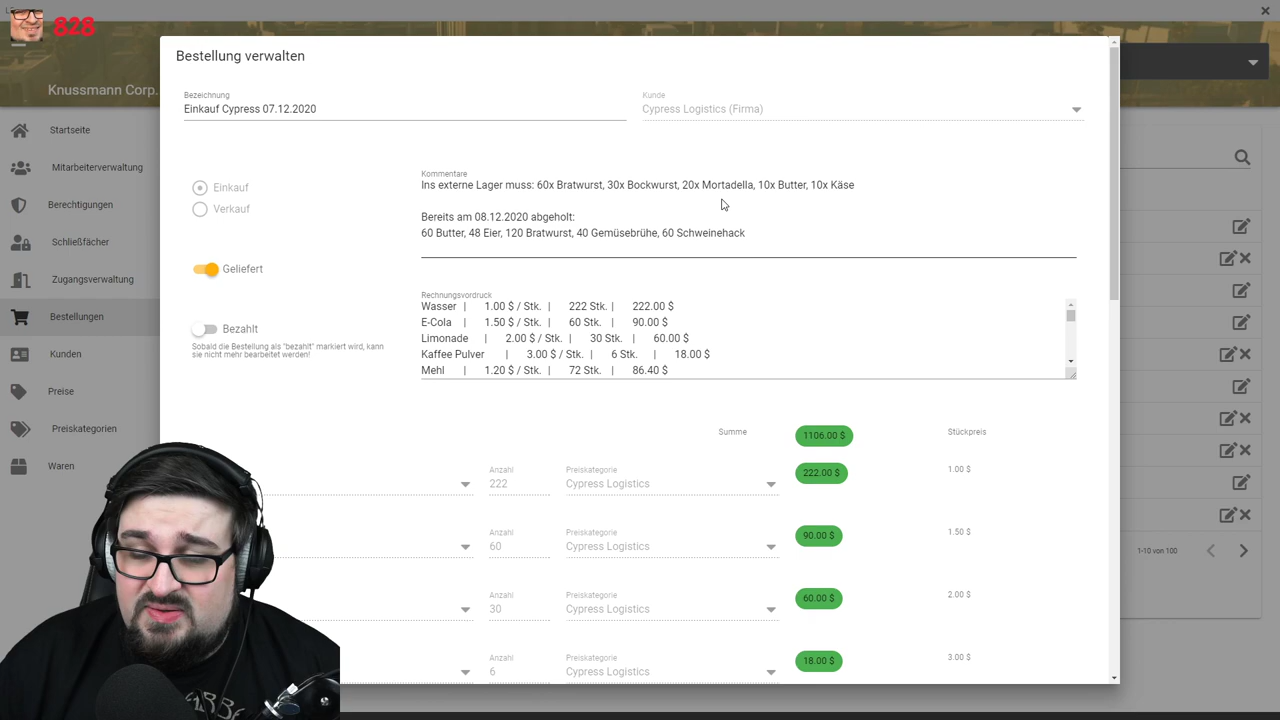 828
Knussmann Corp.
Startseite
Mitarbeiterverwaltung
Berechtigungen
Schließfächer
Zugangsverwaltung
Bestellungen
Kunden
Preise
Preiskategorien
Waren
Bestellung verwalten
Bezeichnung
Einkauf Cypress 07.12.2020
Kunde
Cypress Logistics (Firma)
Einkauf
Verkauf
Geliefert
Bezahlt
Sobald die Bestellung als "bezahlt" markiert wird, kann
sie nicht mehr bearbeitet werden!
Kommentare
Ins externe Lager muss: 60x Bratwurst, 30x Bockwurst, 20x Mortadella, 10x Butter, 10x Käse
Bereits am 08.12.2020 abgeholt:
60 Butter, 48 Eier, 120 Bratwurst, 40 Gemüsebrühe, 60 Schweinehack
Rechnungsvordruck
Wasser | 1.00 $ / Stk. | 222 Stk. | 222.00 $
E-Cola | 1.50 $ / Stk. | 60 Stk. | 90.00 $
Limonade | 2.00 $ / Stk. | 30 Stk. | 60.00 $
Kaffee Pulver | 3.00 $ / Stk. | 6 Stk. | 18.00 $
Mehl | 1.20 $ / Stk. | 72 Stk. | 86.40 $
Summe 1106.00 $ Stückpreis
Anzahl Preiskategorie
222 Cypress Logistics 222.00 $ 1.00 $
Anzahl Preiskategorie
60 Cypress Logistics 90.00 $ 1.50 $
Anzahl Preiskategorie
30 Cypress Logistics 60.00 $ 2.00 $
Anzahl Preiskategorie
6 Cypress Logistics 18.00 $ 3.00 $
1-10 von 100